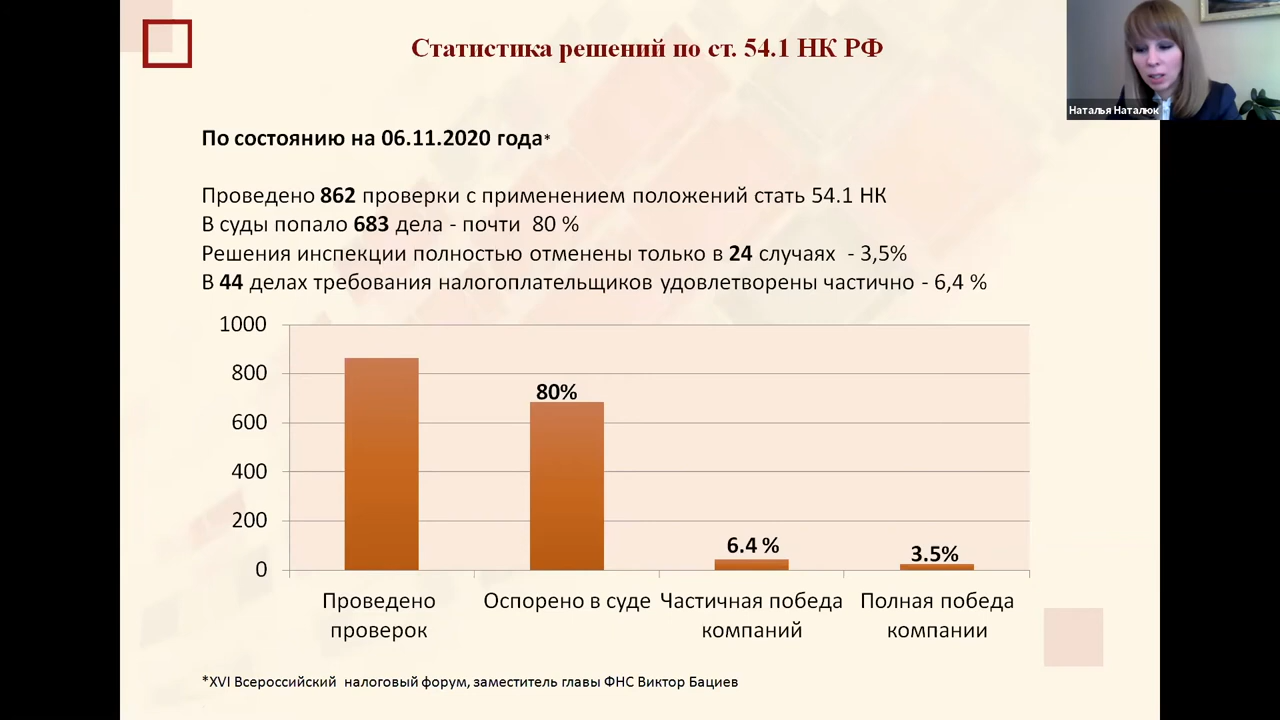 Статистика решений по ст. 54.1 НК РФ
Наталья Наталюк
По состоянию на 06.11.2020 года*
Проведено 862 проверки с применением положений стать 54.1 НК
В суды попало 683 дела - почти 80 %
Решения инспекции полностью отменены только в 24 случаях - 3,5%
В 44 делах требования налогоплательщиков удовлетворены частично - 6,4 %
1000
800
600
400
200
0
80%
6.4 %
3.5%
Проведено проверок
Оспорено в суде
Частичная победа компаний
Полная победа компании
*XVI Всероссийский налоговый форум, заместитель главы ФНС Виктор Бациев